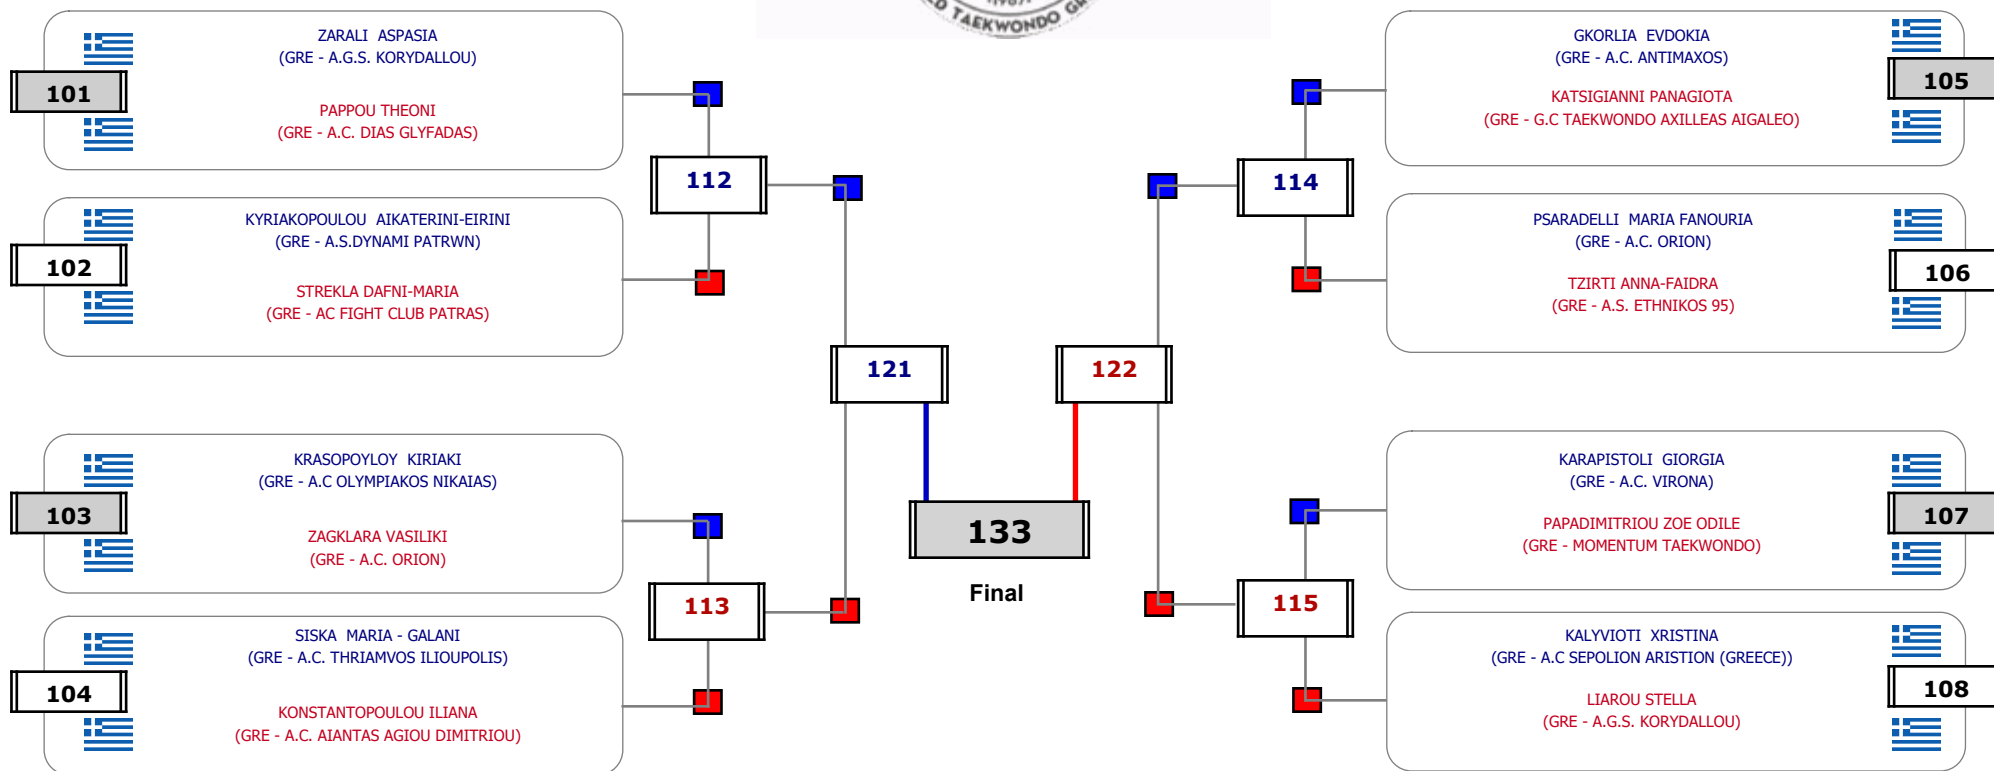 (1987)
D TAEKWONDO GR
ZARALI ASPASIA
(GRE - A.G.S. KORYDALLOU)
101
PAPPOU THEONI
(GRE - A.C. DIAS GLYFADAS)
KYRIAKOPOULOU AIKATERINI-EIRINI
(GRE - A.S.DYNAMI PATRWN)
102
STREKLA DAFNI-MARIA
(GRE - AC FIGHT CLUB PATRAS)
112
KRASOPOYLOY KIRIAKI
(GRE - A.C OLYMPIAKOS NIKAIAS)
103
ZAGKLARA VASILIKI
(GRE - A.C. ORION)
SISKA MARIA - GALANI
(GRE - A.C. THRIAMVOS ILIOUPOLIS)
104
KONSTANTOPOULOU ILIANA
(GRE - A.C. AIANTAS AGIOU DIMITRIOU)
113
121
122
133
Final
GKORLIA EVDOKIA
(GRE - A.C. ANTIMAXOS)
105
KATSIGIANNI PANAGIOTA
(GRE - G.C TAEKWONDO AXILLEAS AIGALEO)
114
PSARADELLI MARIA FANOURIA
(GRE - A.C. ORION)
106
TZIRTI ANNA-FAIDRA
(GRE - A.S. ETHNIKOS 95)
KARAPISTOLI GIORGIA
(GRE - A.C. VIRONA)
107
PAPADIMITRIOU ZOE ODILE
(GRE - MOMENTUM TAEKWONDO)
115
KALYVIOTI XRISTINA
(GRE - A.C SEPOLION ARISTION (GREECE))
108
LIAROU STELLA
(GRE - A.G.S. KORYDALLOU)